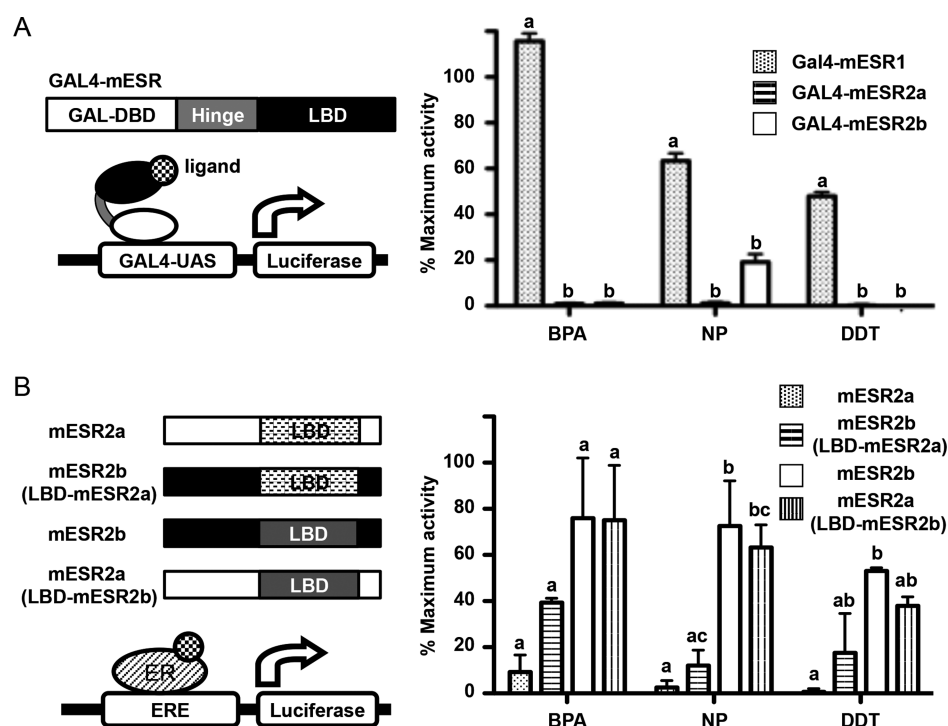 A
GAL4-mESR
GAL-DBD Hinge LBD
ligand
GAL4-UAS Luciferase
% Maximum activity
100
80
60
40
20
0
a
b b
a
b
b
a
b b
BPA NP DDT
Gal4-mESR1
GAL4-mESR2a
GAL4-mESR2b
B
mESR2a
LBD
mESR2b
(LBD-mESR2a)
LBD
mESR2b
LBD
mESR2a
(LBD-mESR2b)
LBD
ER
ERE Luciferase
% Maximum activity
100
80
60
40
20
0
a
a
a
a
a
ac
b
bc
a
ab
b
ab
BPA NP DDT
mESR2a
mESR2b
(LBD-mESR2a)
mESR2b
mESR2a
(LBD-mESR2b)